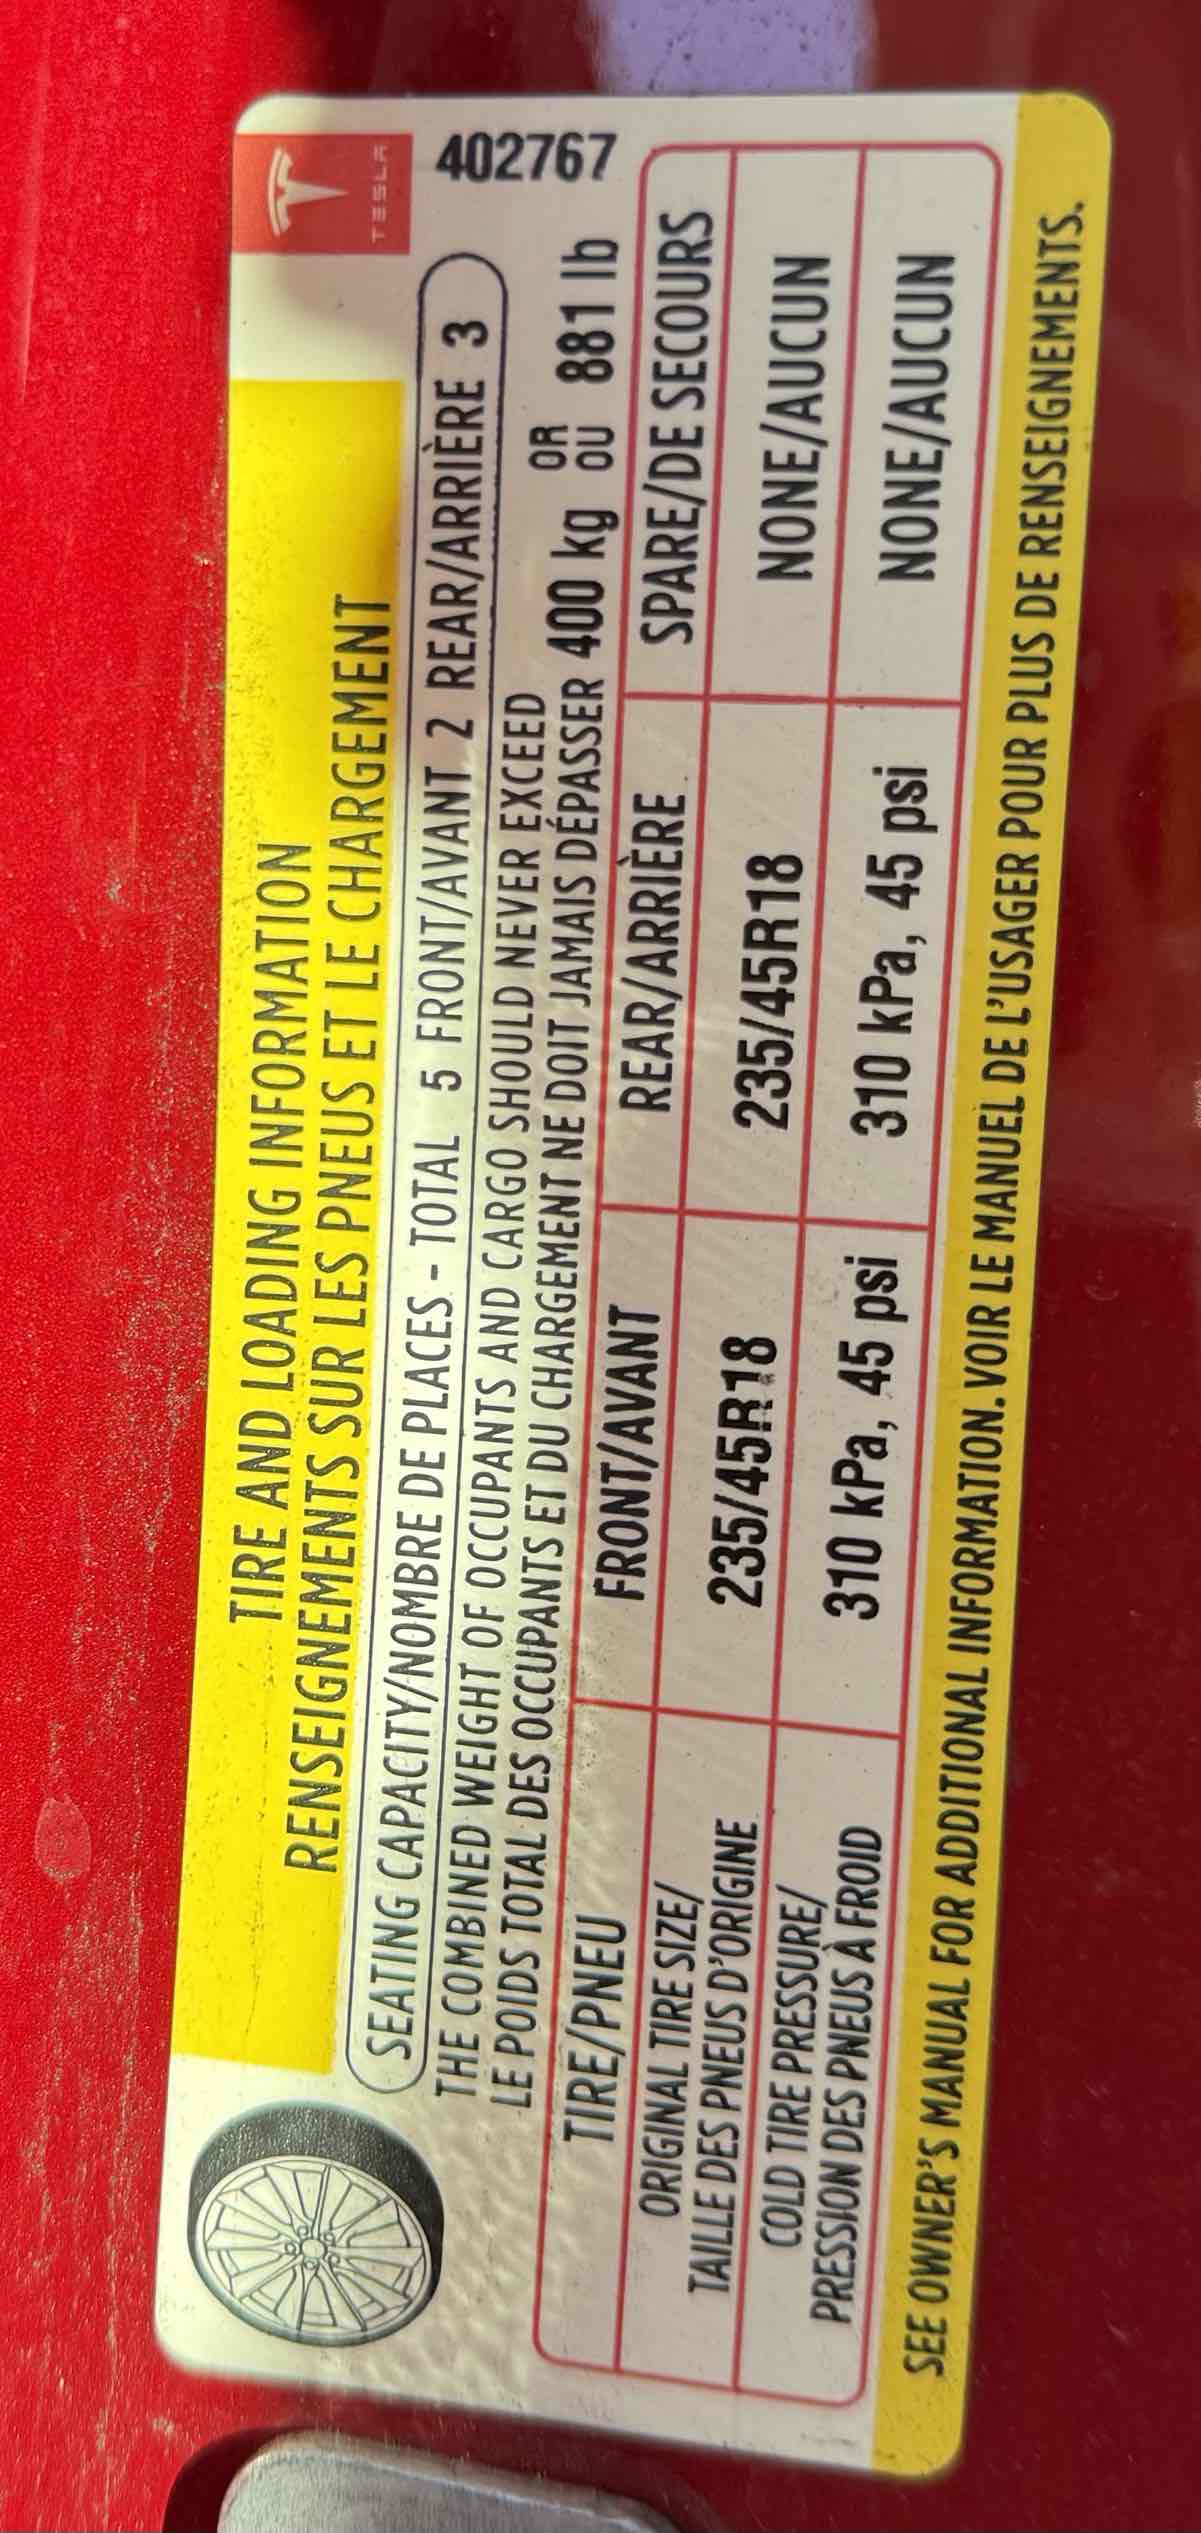 TIRE AND LOADING INFORMATION
RENSEIGNEMENTS SUR LES PNEUS ET LE CHARGEMENT
TESLA
SEATING CAPACITY/NOMBRE DE PLACES - TOTAL 5 FRONT/AVANT 2 REAR/ARRIÈRE 3
402767
THE COMBINED WEIGHT OF OCCUPANTS AND CARGO SHOULD NEVER EXCEED
LE POIDS TOTAL DES OCCUPANTS ET DU CHARGEMENT NE DOIT JAMAIS DÉPASSER 400 kg OR OU 881 lb
TIRE/PNEU FRONT/AVANT REAR/ARRIÈRE SPARE/DE SECOURS
ORIGINAL TIRE SIZE/
TAILLE DES PNEUS D'ORIGINE 235/45R18 235/45R18 NONE/AUCUN
COLD TIRE PRESSURE/
PRESSION DES PNEUS À FROID 310 kPa, 45 psi 310 kPa, 45 psi NONE/AUCUN
SEE OWNER'S MANUAL FOR ADDITIONAL INFORMATION. VOIR LE MANUEL DE L'USAGER POUR PLUS DE RENSEIGNEMENTS.